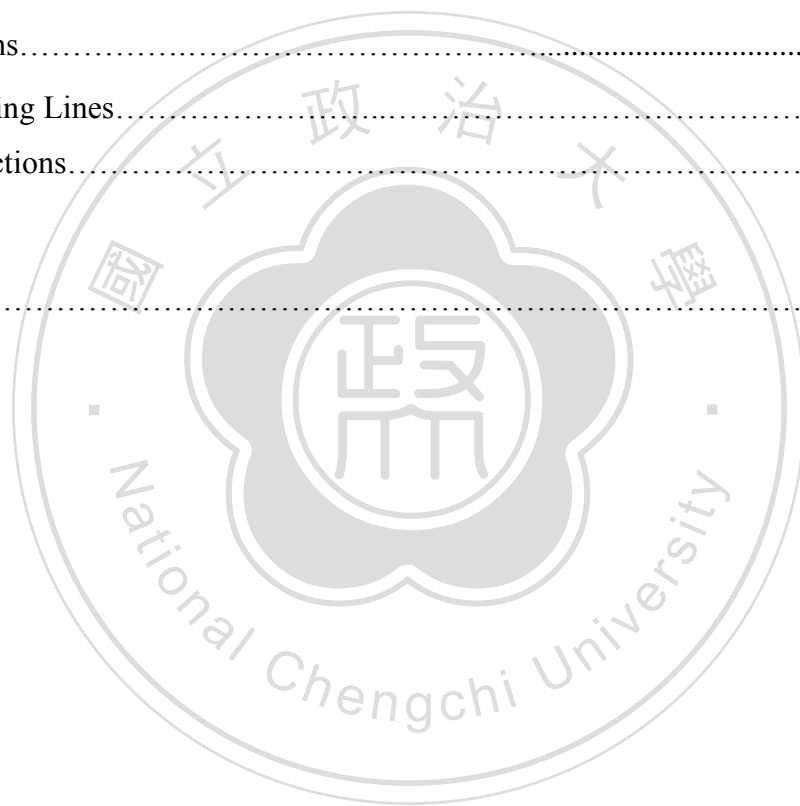 ns……………………………………………………...................................
ing Lines………………………………………………………………
ctions……………………………………………………………………
……………………………………………………………………………
國立政治大學
政
National Chengchi University